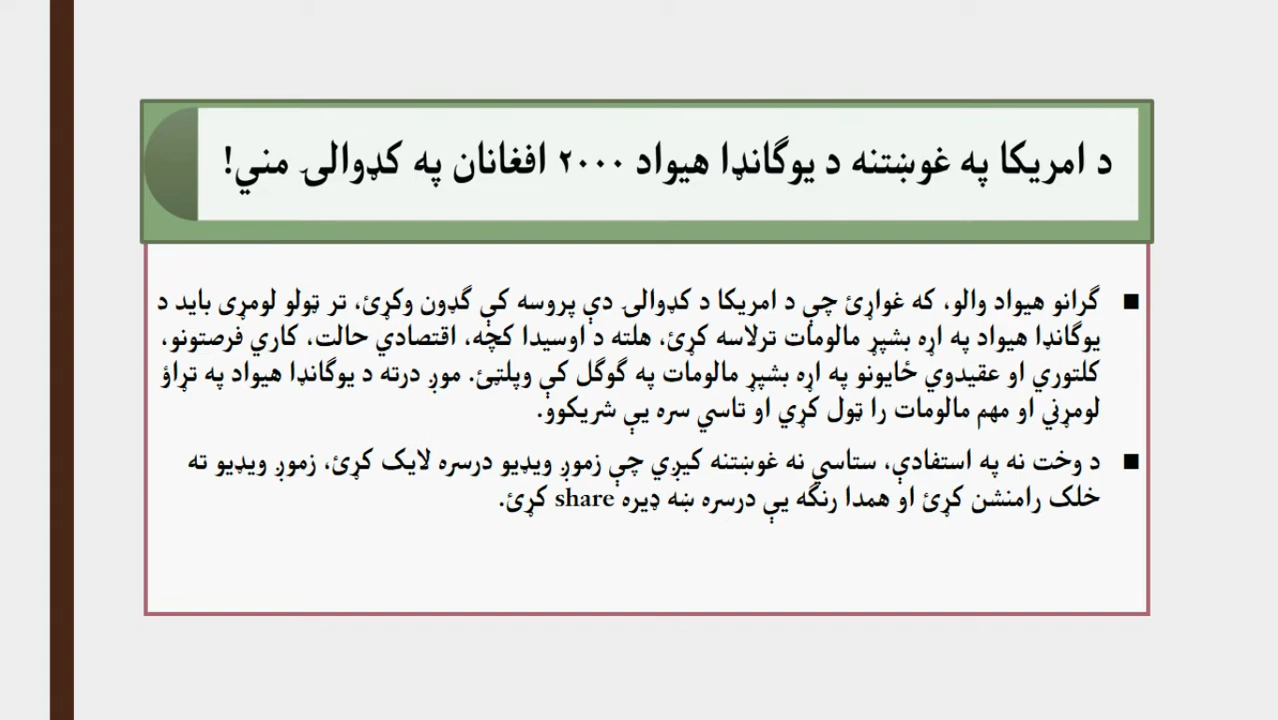 د امریکا په غوښتنه د یوګانډا هیواد ۲۰۰۰ افغانان په کډوالۍ مني!
ګرانو هیواد والو، که غواړئ چې د امریکا د کډوالۍ دې پروسه کې ګډون وکړئ، تر ټولو لومړی باید د
یوګانډا هیواد په اړه بشپړ مالومات ترلاسه کړئ، هلته د اوسیدا کچه، اقتصادي حالت، کاري فرصتونو،
کلتوري او عقیدوي ځایونو په اړه بشپړ مالومات په ګوګل کې وپلټئ. موږ درته د یوګانډا هیواد په تړاؤ
لومړني او مهم مالومات را ټول کړي او تاسي سره یې شریکوو.
د وخت نه په استفادې، ستاسې نه غوښتنه کیږي چې زموږ ویډیو درسره لایک کړئ، زموږ ویډیو ته
خلک رامنشن کړئ او همدا رنګه یې درسره ښه ډیره share کړئ.